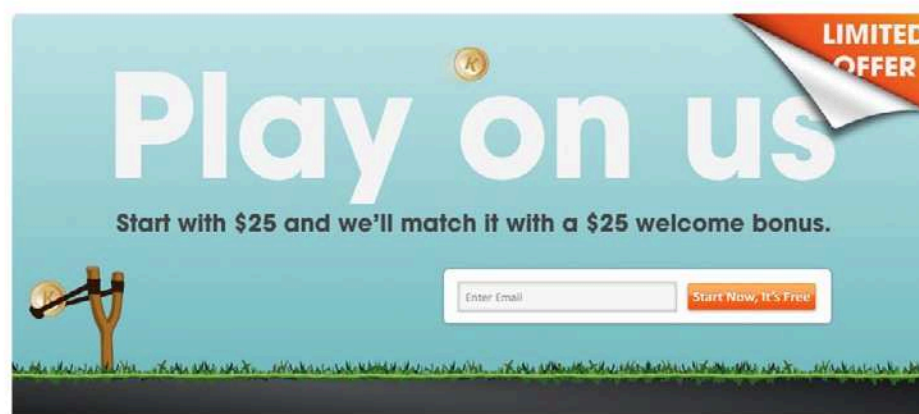 LIMITED
OFFER
K
Play on us
Start with $25 and we'll match it with a $25 welcome bonus.
K
Enter Email
Start Now, It's Free